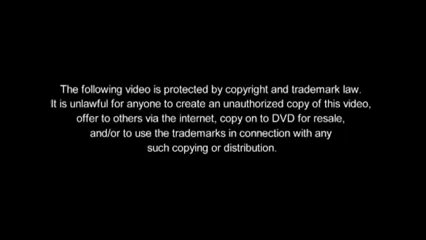 The following video is protected by copyright and trademark law.
It is unlawful for anyone to create an unauthorized copy of this video,
offer to others via the internet, copy on to DVD for resale,
and/or to use the trademarks in connection with any
such copying or distribution.